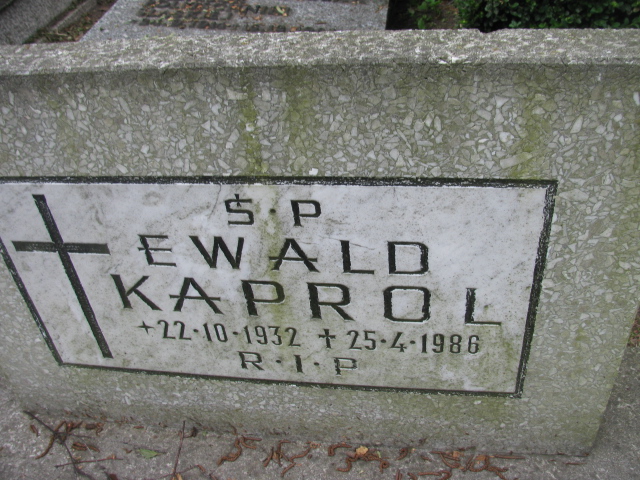 Ś·P
EWALD
KAPROL
+22·10·1932 †25·4·1986
R·I·P